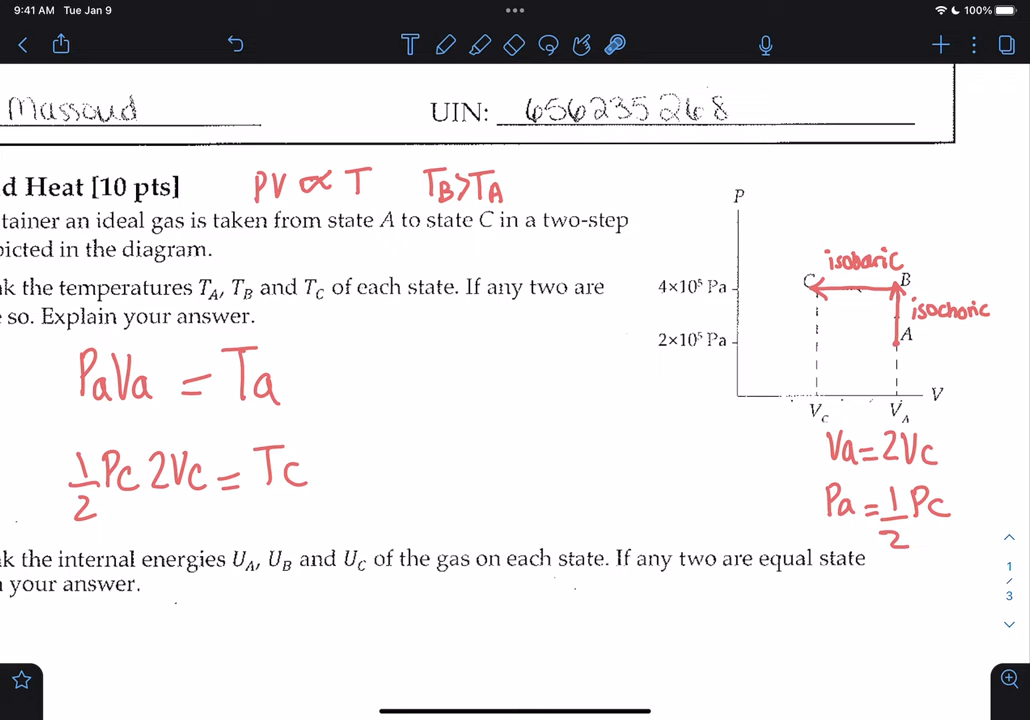 9:41 AM Tue Jan 9
100%
Massoud
UIN: 656235268
d Heat [10 pts]
PV ∝ T TB>TA
tainer an ideal gas is taken from state A to state C in a two-step
picted in the diagram.
nk the temperatures TA, TB and TC of each state. If any two are
e so. Explain your answer.
PaVa = Ta
1/2 Pc 2Vc = Tc
P
isobaric
C
B
4×10⁵ Pa
isochoric
A
2×10⁵ Pa
V
VC
VA
Va=2Vc
Pa=1/2 Pc
nk the internal energies UA, UB and UC of the gas on each state. If any two are equal state
n your answer.
1
/
3